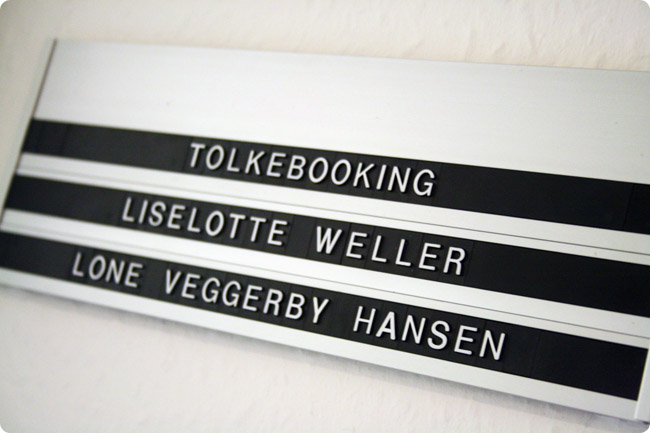 TOLKEBOOKING
LISELOTTE WELLER
LONE VEGGERBY HANSEN